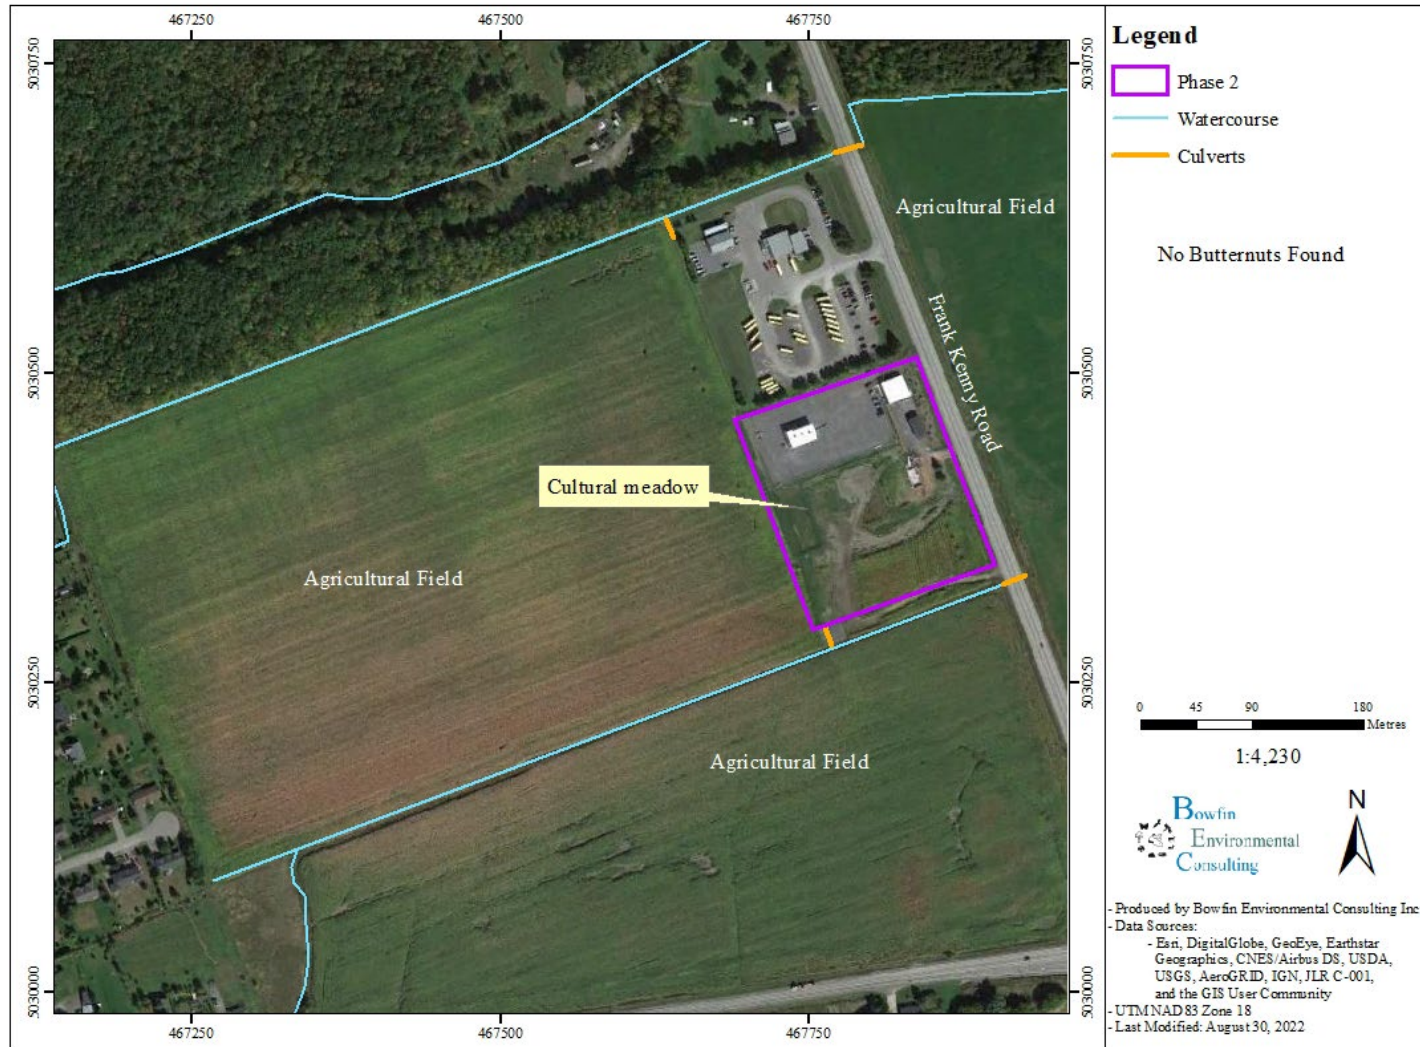 467250
467500
467750
5030750
5030500
5030250
5030000
5030750
5030500
5030250
5030000
467250
467500
467750
Agricultural Field
Frank Kenny Road
Cultural meadow
Agricultural Field
Agricultural Field
Legend
Phase 2
Watercourse
Culverts
No Butternuts Found
0 45 90 180
Metres
1:4,230
Bowfin
Environmental
Consulting
N
- Produced by Bowfin Environmental Consulting Inc
- Data Sources:
- Esri, DigitalGlobe, GeoEye, Earthstar
Geographics, CNES/Airbus DS, USDA,
USGS, AeroGRID, IGN, JLR C-001,
and the GIS User Community
- UTM NAD83 Zone 18
- Last Modified: August 30, 2022